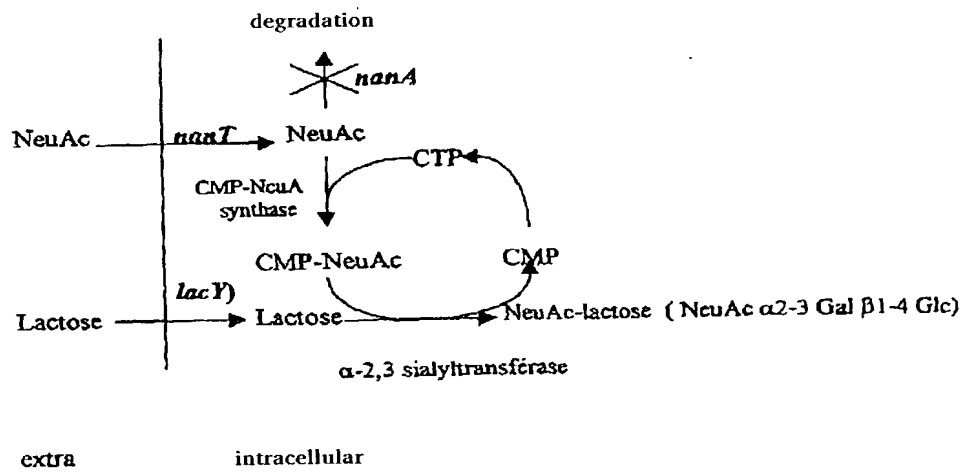 degradation
nanA
NeuAc nanT NeuAc
CTP
CMP-NcuA
synthase
CMP-NeuAc CMP
lacY)
Lactose Lactose NeuAc-lactose ( NeuAc α2-3 Gal β1-4 Glc)
α-2,3 sialyltransférase
extra intracellular